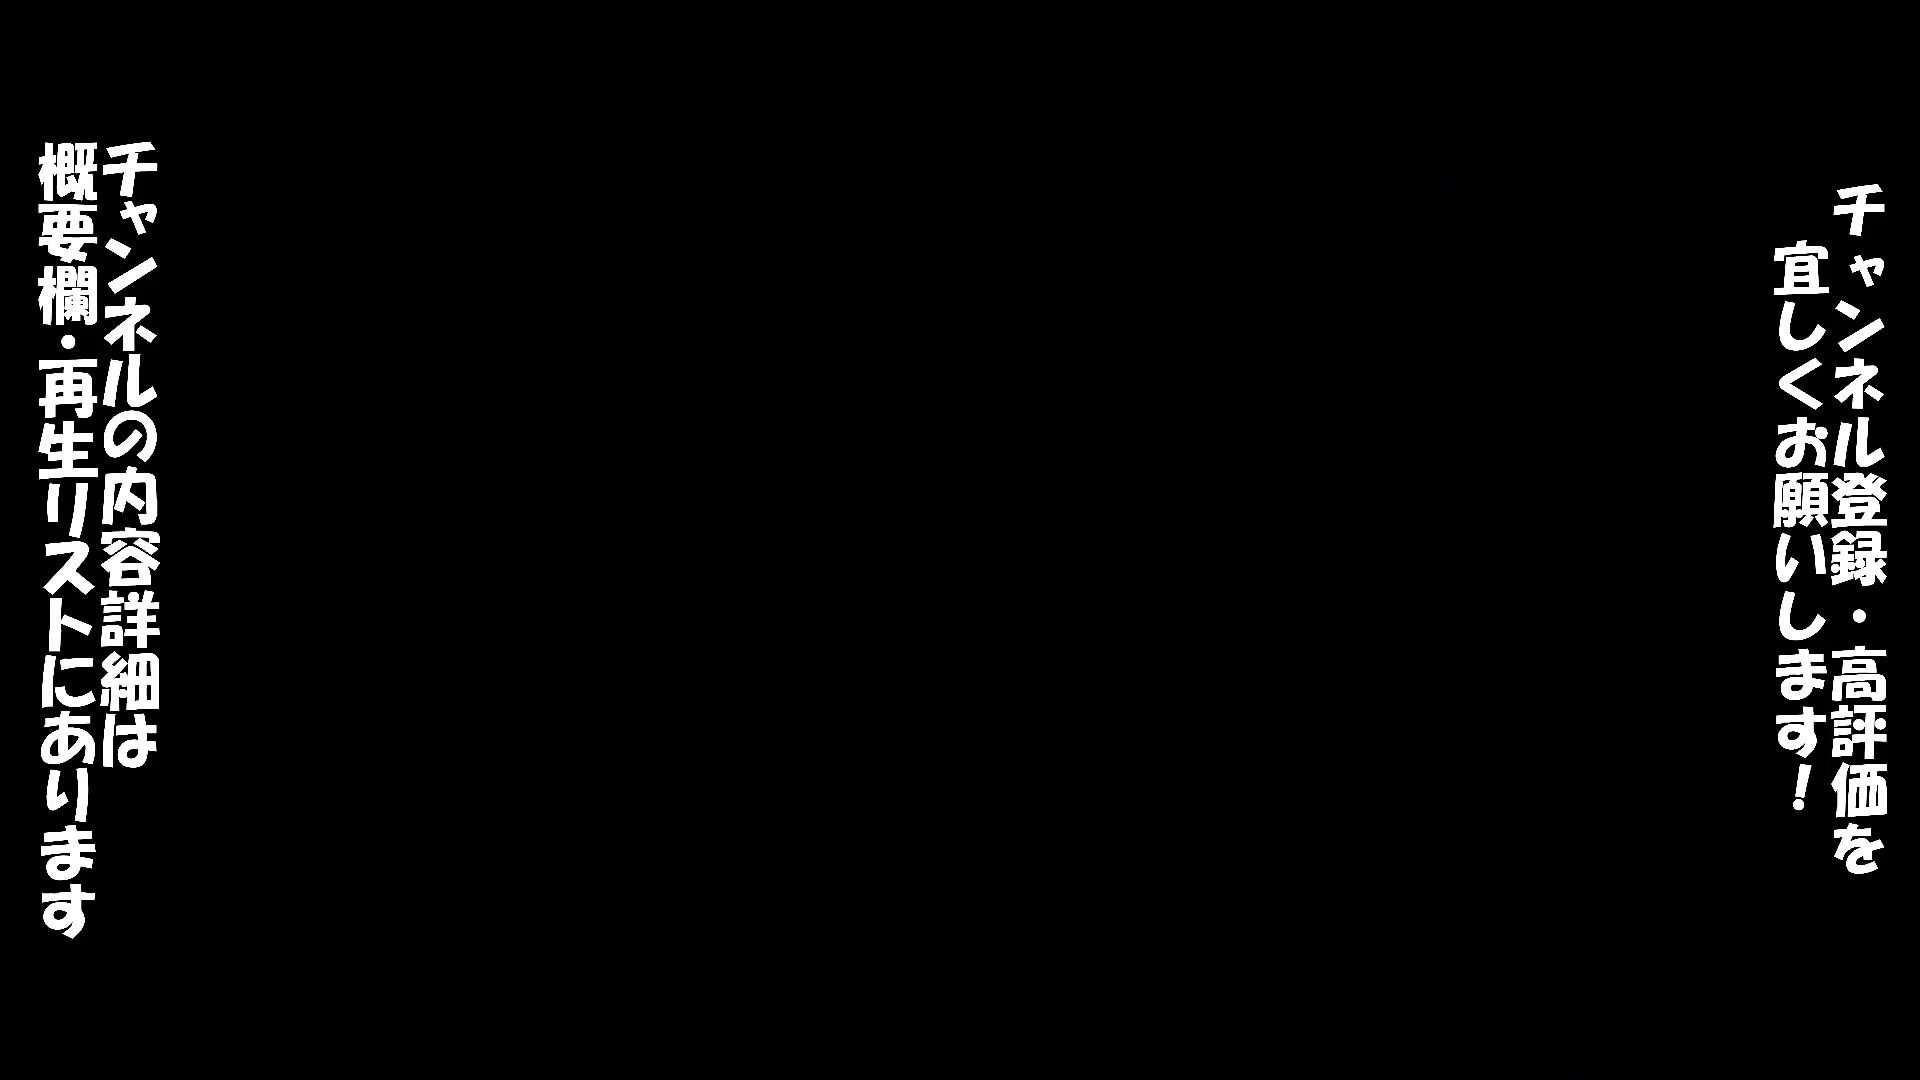 チャンネル登録・高評価を
宜しくお願いします！
チャンネルの内容詳細は
概要欄・再生リストにあります